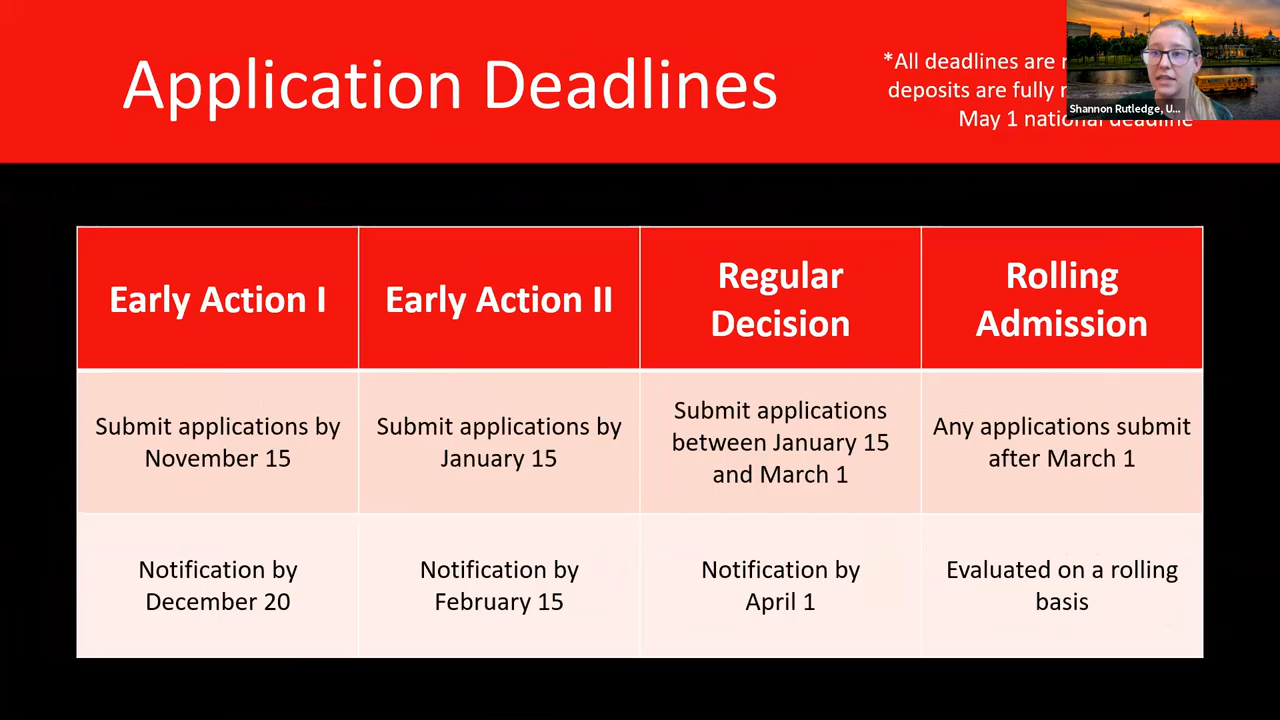 Application Deadlines
*All deadlines are
deposits are fully
May 1 national deadline
Shannon Rutledge, U...
Early Action I
Early Action II
Regular
Decision
Rolling
Admission
Submit applications by
November 15
Submit applications by
January 15
Submit applications
between January 15
and March 1
Any applications submit
after March 1
Notification by
December 20
Notification by
February 15
Notification by
April 1
Evaluated on a rolling
basis